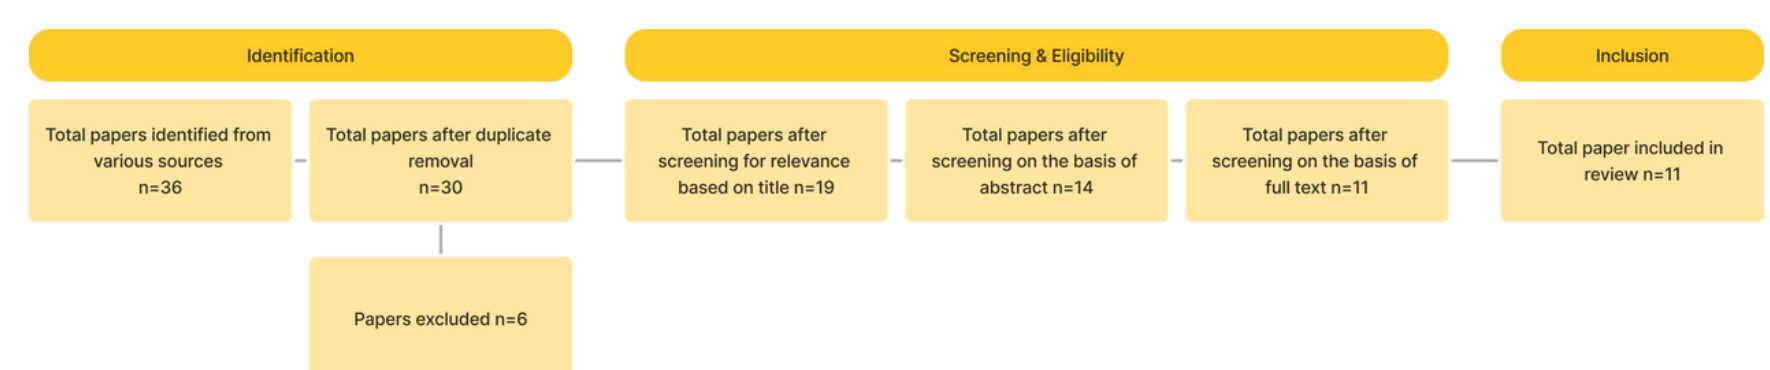 Identification
Total papers identified from
various sources
n=36
Total papers after duplicate
removal
n=30
Papers excluded n=6
Screening & Eligibility
Total papers after
screening for relevance
based on title n=19
Total papers after
screening on the basis of
abstract n=14
Total papers after
screening on the basis of
full text n=11
Inclusion
Total paper included in
review n=11